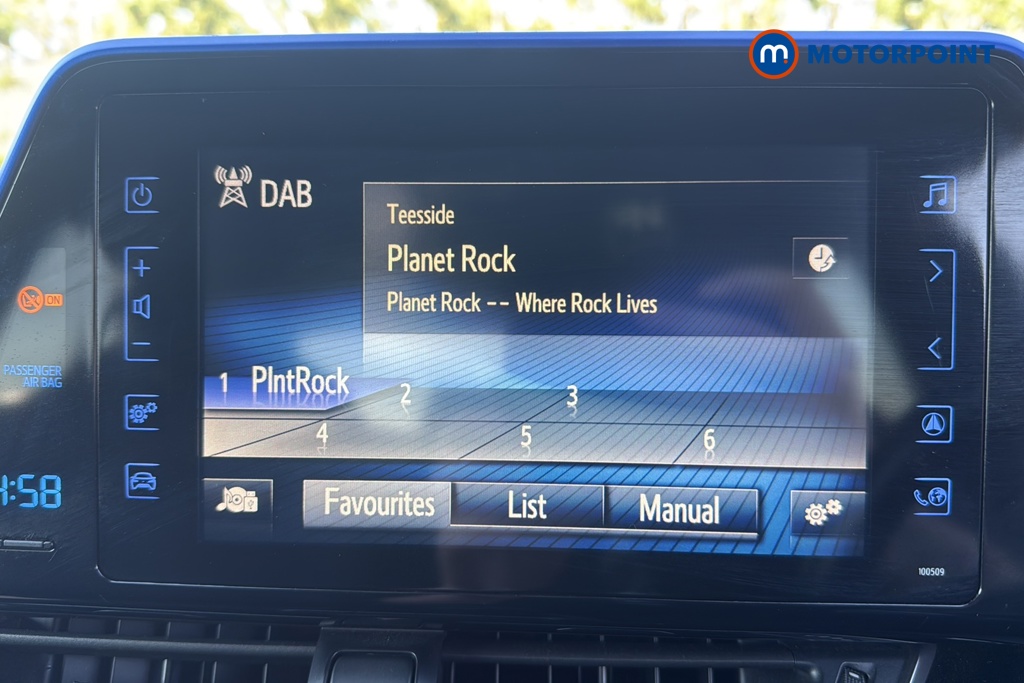 m.
MOTORPOINT
DAB
Teesside
Planet Rock
Planet Rock -- Where Rock Lives
ON
PASSENGER
AIR BAG
1 PlntRock 2 3
4 5 6
:58
Favourites List Manual
100509